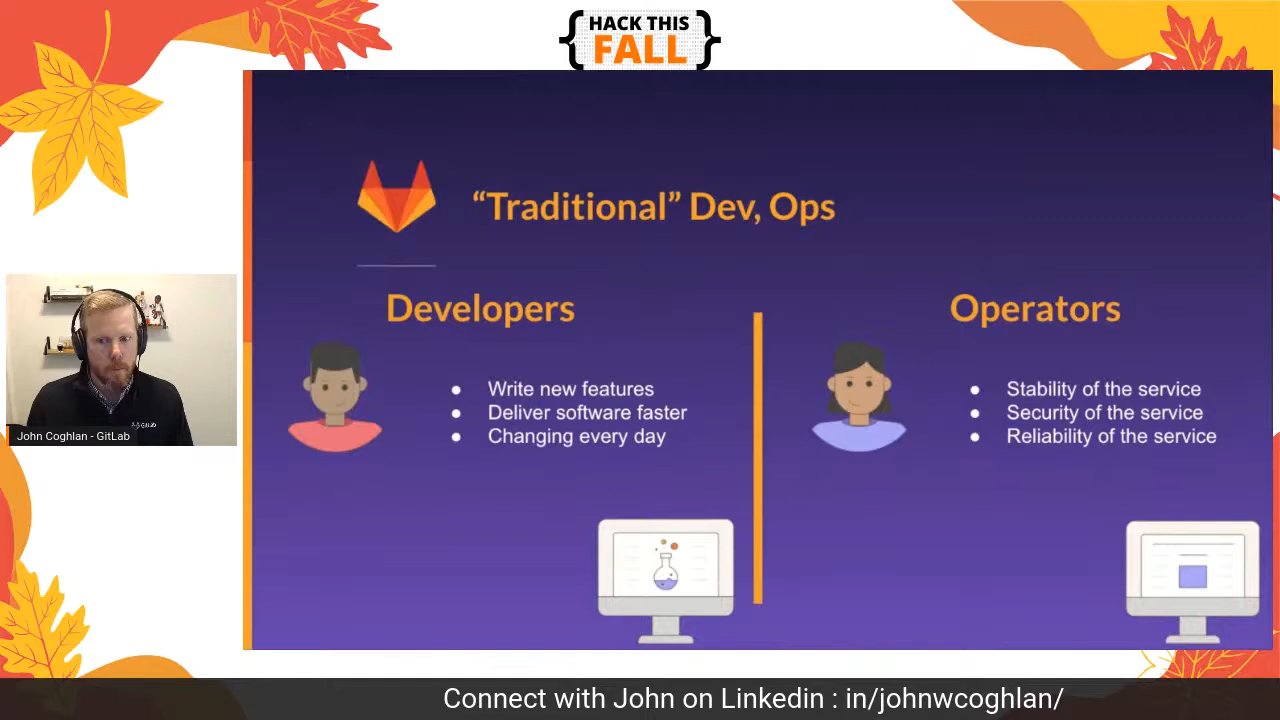 HACK THIS
FALL
“Traditional” Dev, Ops
Developers
Write new features
Deliver software faster
Changing every day
Operators
Stability of the service
Security of the service
Reliability of the service
GitLab
John Coghlan - GitLab
Connect with John on Linkedin : in/johnwcoghlan/